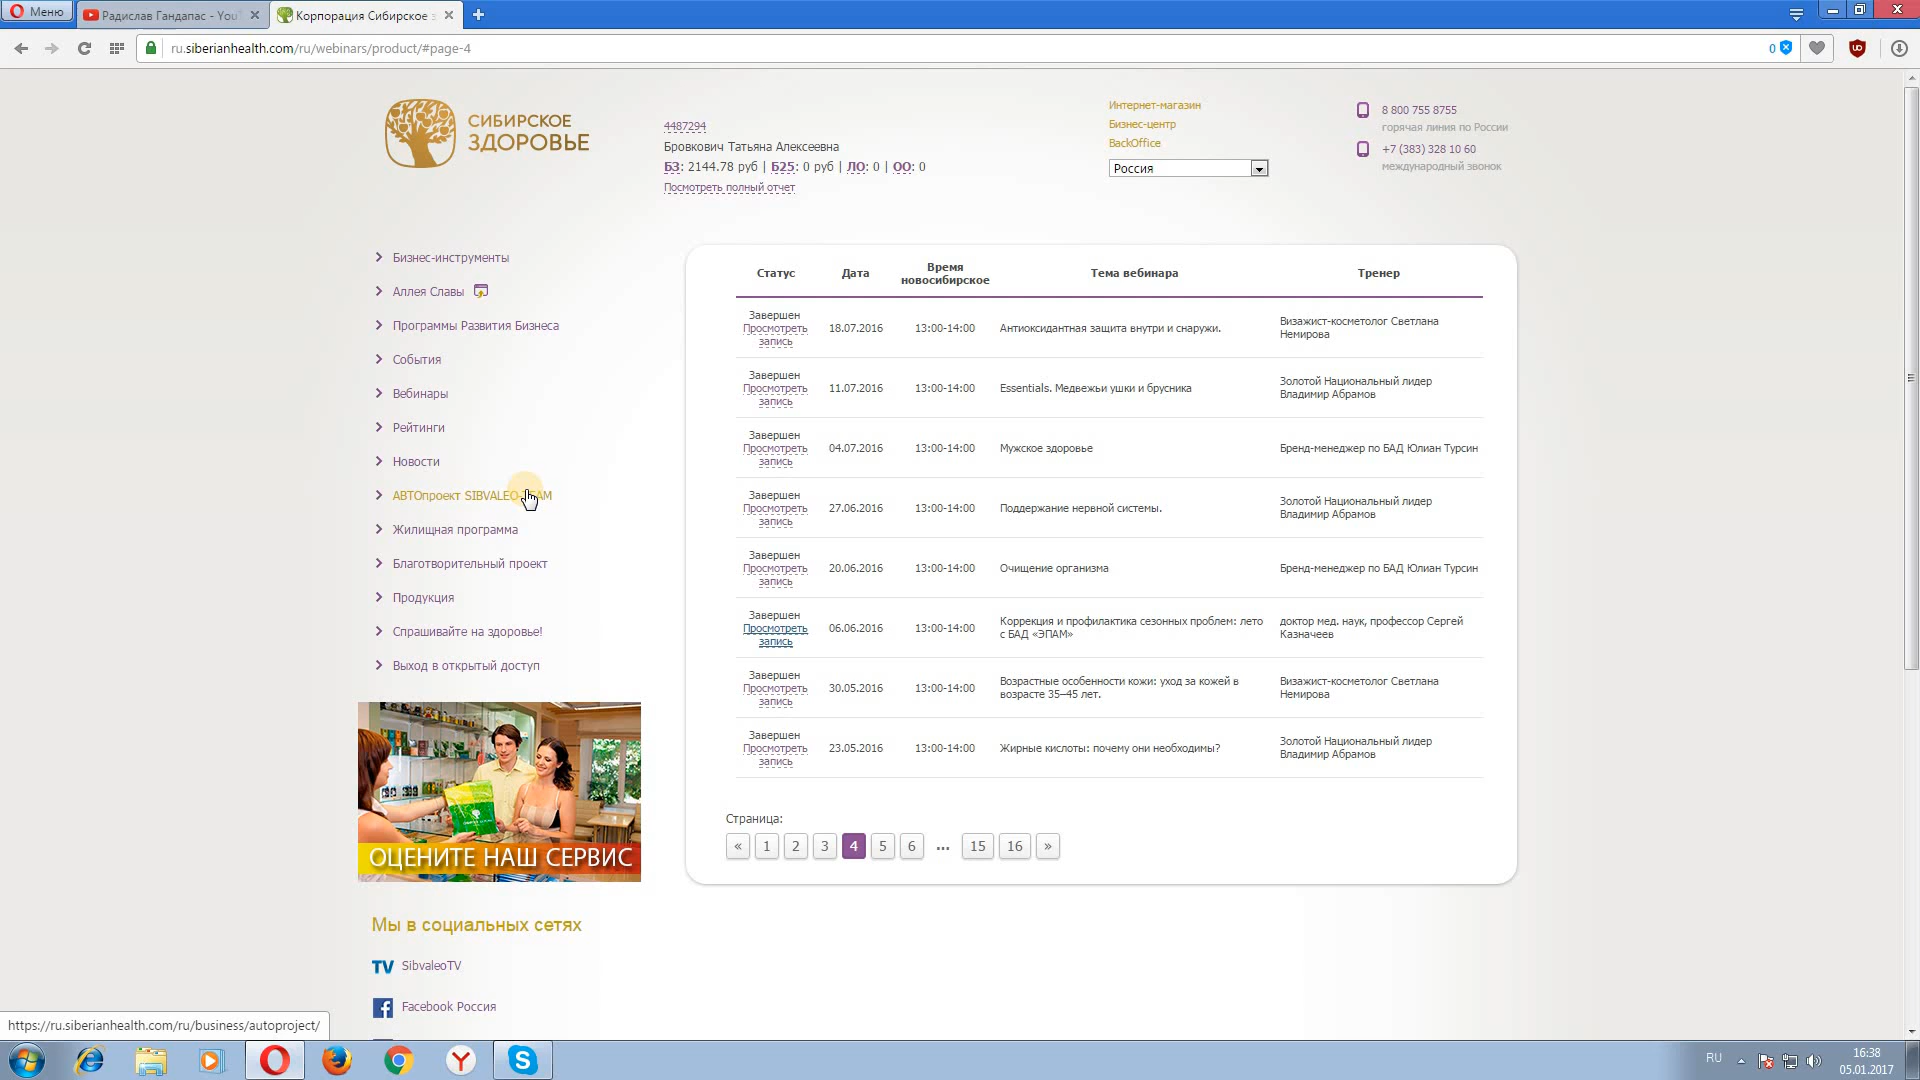 Меню
Радислав Гандапас - YouT
Корпорация Сибирское з
ru.siberianhealth.com/ru/webinars/product/#page-4
0
СИБИРСКОЕ
ЗДОРОВЬЕ
4487294
Бровкович Татьяна Алексеевна
БЗ: 2144.78 руб | Б25: 0 руб | ЛО: 0 | ОО: 0
Посмотреть полный отчет
Интернет-магазин
Бизнес-центр
BackOffice
Россия
8 800 755 8755
горячая линия по России
+7 (383) 328 10 60
международный звонок
Бизнес-инструменты
Аллея Славы
Программы Развития Бизнеса
События
Вебинары
Рейтинги
Новости
АВТОпроект SIBVALEO-TEAM
Жилищная программа
Благотворительный проект
Продукция
Спрашивайте на здоровье!
Выход в открытый доступ
ОЦЕНИТЕ НАШ СЕРВИС
Мы в социальных сетях
TV SibvaleoTV
Facebook Россия
Статус Дата Время новосибирское Тема вебинара Тренер
Завершен
Просмотреть запись 18.07.2016 13:00-14:00 Антиоксидантная защита внутри и снаружи. Визажист-косметолог Светлана Немирова
Завершен
Просмотреть запись 11.07.2016 13:00-14:00 Essentials. Медвежьи ушки и брусника Золотой Национальный лидер Владимир Абрамов
Завершен
Просмотреть запись 04.07.2016 13:00-14:00 Мужское здоровье Бренд-менеджер по БАД Юлиан Турсин
Завершен
Просмотреть запись 27.06.2016 13:00-14:00 Поддержание нервной системы. Золотой Национальный лидер Владимир Абрамов
Завершен
Просмотреть запись 20.06.2016 13:00-14:00 Очищение организма Бренд-менеджер по БАД Юлиан Турсин
Завершен
Просмотреть запись 06.06.2016 13:00-14:00 Коррекция и профилактика сезонных проблем: лето с БАД «ЭПАМ» доктор мед. наук, профессор Сергей Казначеев
Завершен
Просмотреть запись 30.05.2016 13:00-14:00 Возрастные особенности кожи: уход за кожей в возрасте 35–45 лет. Визажист-косметолог Светлана Немирова
Завершен
Просмотреть запись 23.05.2016 13:00-14:00 Жирные кислоты: почему они необходимы? Золотой Национальный лидер Владимир Абрамов
Страница:
« 1 2 3 4 5 6 ... 15 16 »
https://ru.siberianhealth.com/ru/business/autoproject/
RU
16:38
05.01.2017